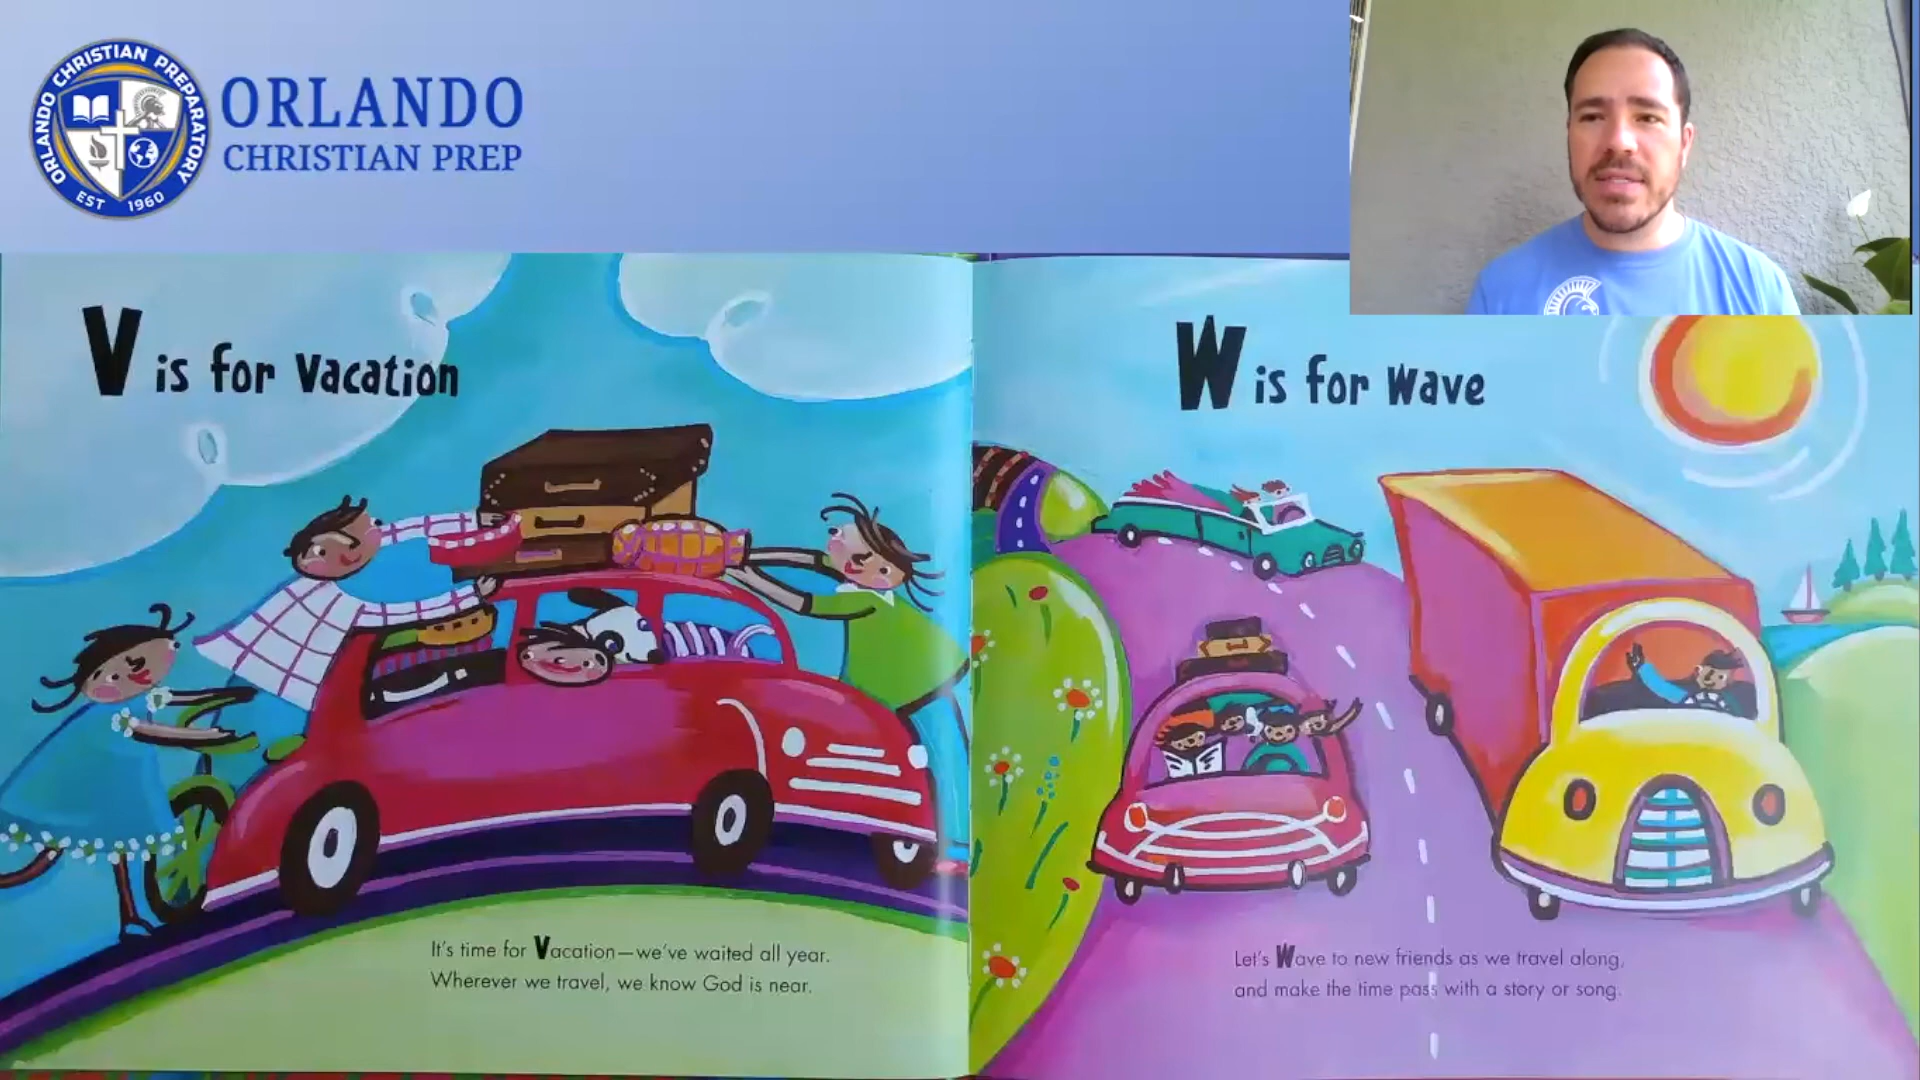 ORLANDO CHRISTIAN PREPARATORY
EST 1960
ORLANDO
CHRISTIAN PREP
V is for Vacation
It's time for Vacation—we've waited all year.
Wherever we travel, we know God is near.
W is for Wave
Let's Wave to new friends as we travel along,
and make the time pass with a story or song.